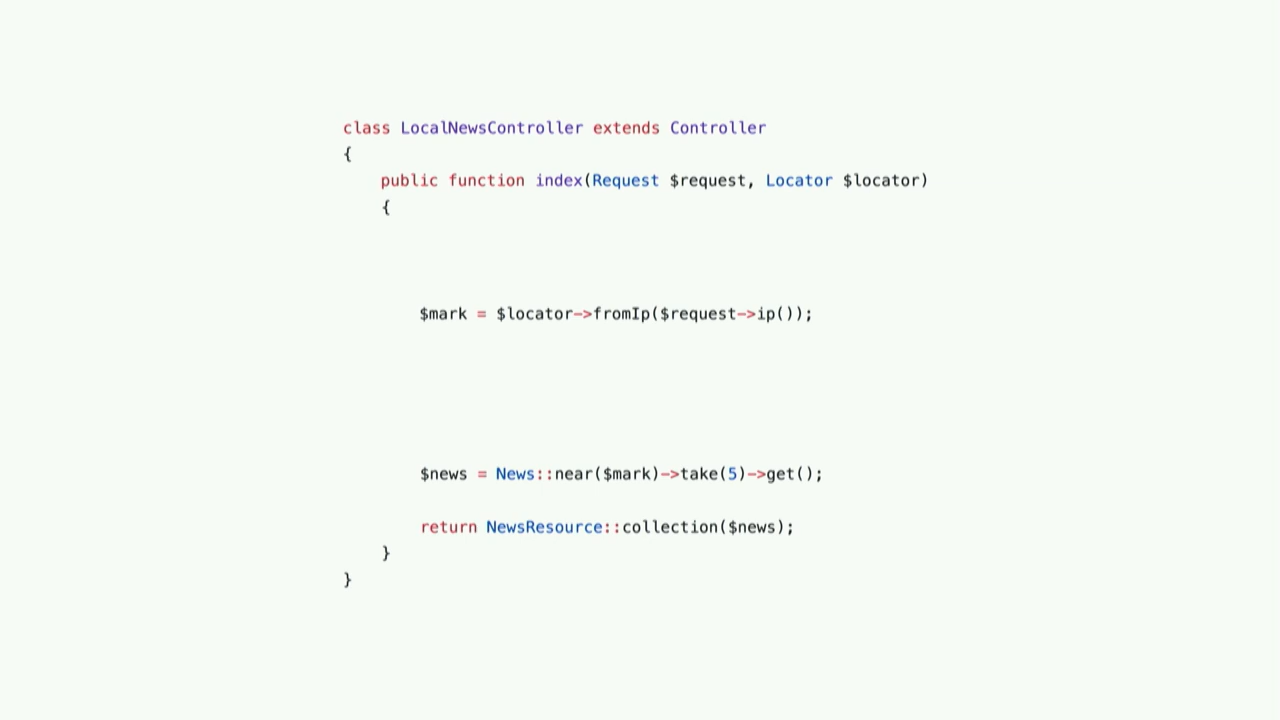 class LocalNewsController extends Controller
{
    public function index(Request $request, Locator $locator)
    {
        $mark = $locator->fromIp($request->ip());
        $news = News::near($mark)->take(5)->get();
        return NewsResource::collection($news);
    }
}